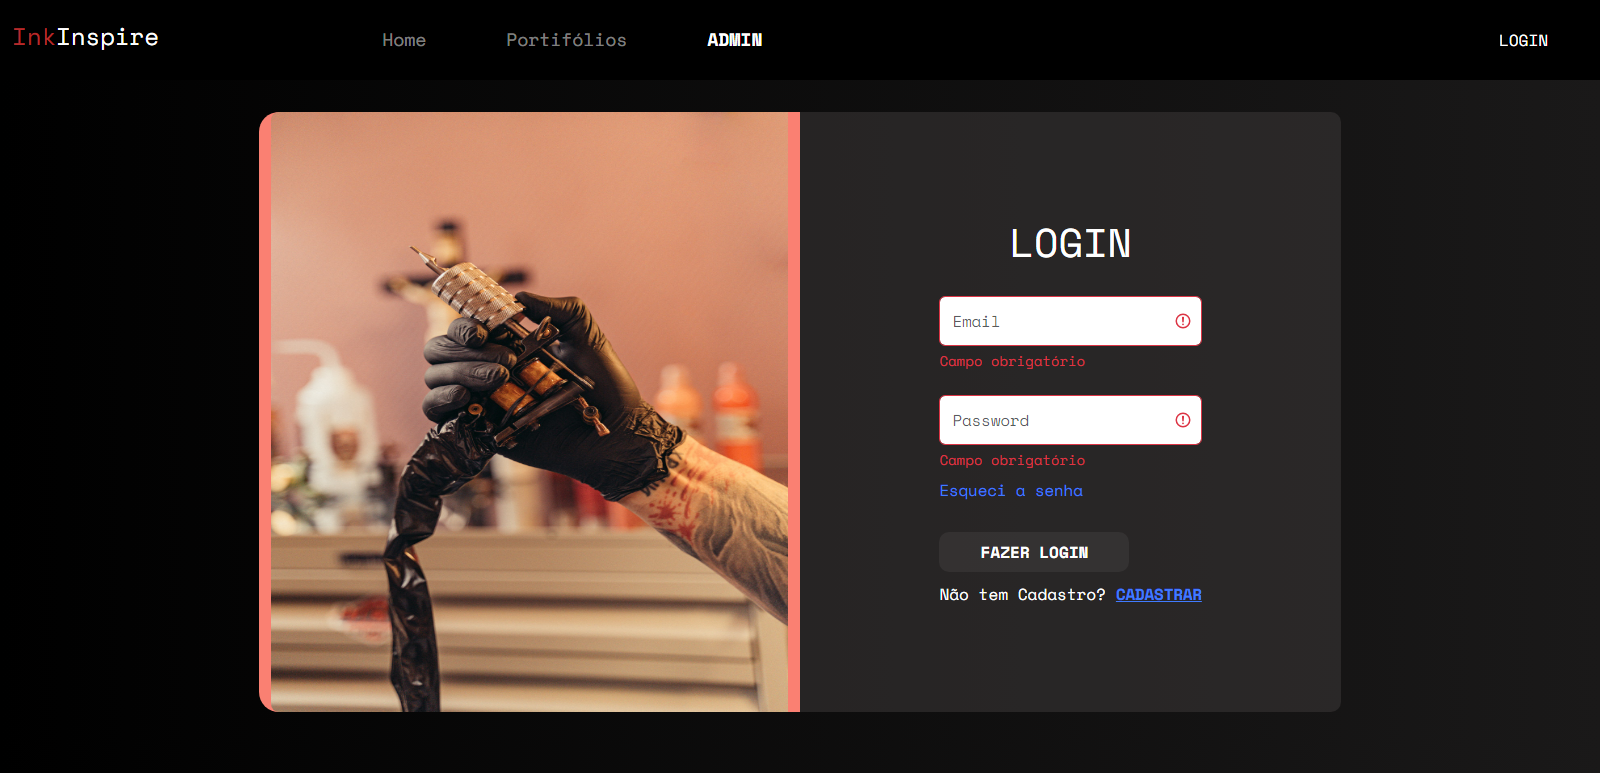 InkInspire
Home
Portifólios
ADMIN
LOGIN
LOGIN
Email
Campo obrigatório
Password
Campo obrigatório
Esqueci a senha
FAZER LOGIN
Não tem Cadastro? CADASTRAR